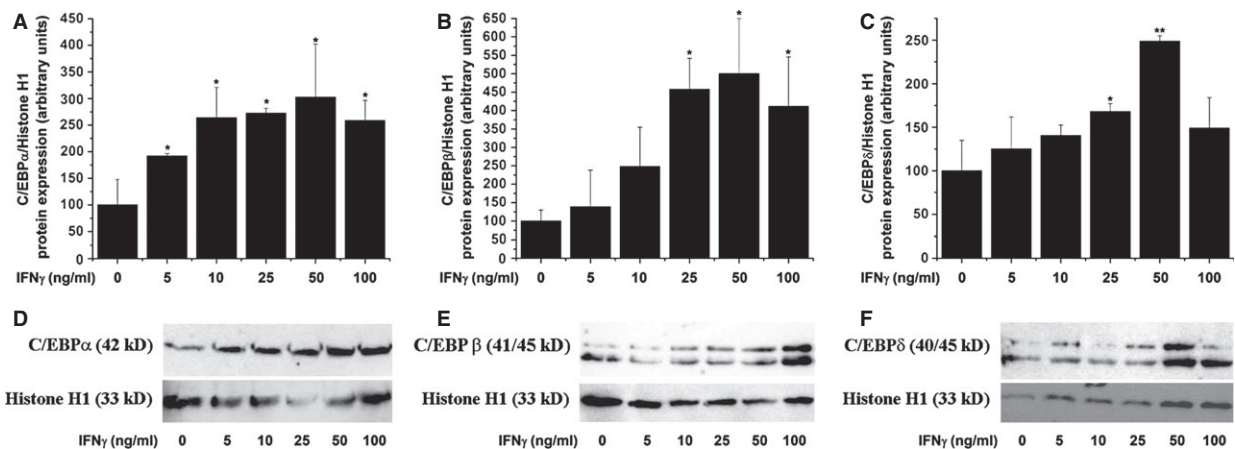 A
C/EBPα/Histone H1
protein expression (arbitrary units)
450
400
350
300
250
200
150
100
50
0
*
*
*
*
*
IFNγ (ng/ml) 0 5 10 25 50 100
B
C/EBPβ/Histone H1
protein expression (arbitrary units)
650
600
550
500
450
400
350
300
250
200
150
100
50
0
*
*
*
IFNγ (ng/ml) 0 5 10 25 50 100
C
C/EBPδ/Histone H1
protein expression (arbitrary units)
250
200
150
100
50
0
*
**
IFNγ (ng/ml) 0 5 10 25 50 100
D
C/EBPα (42 kD)
Histone H1 (33 kD)
IFNγ (ng/ml) 0 5 10 25 50 100
E
C/EBP β (41/45 kD)
Histone H1 (33 kD)
IFNγ (ng/ml) 0 5 10 25 50 100
F
C/EBPδ (40/45 kD)
Histone H1 (33 kD)
IFNγ (ng/ml) 0 5 10 25 50 100